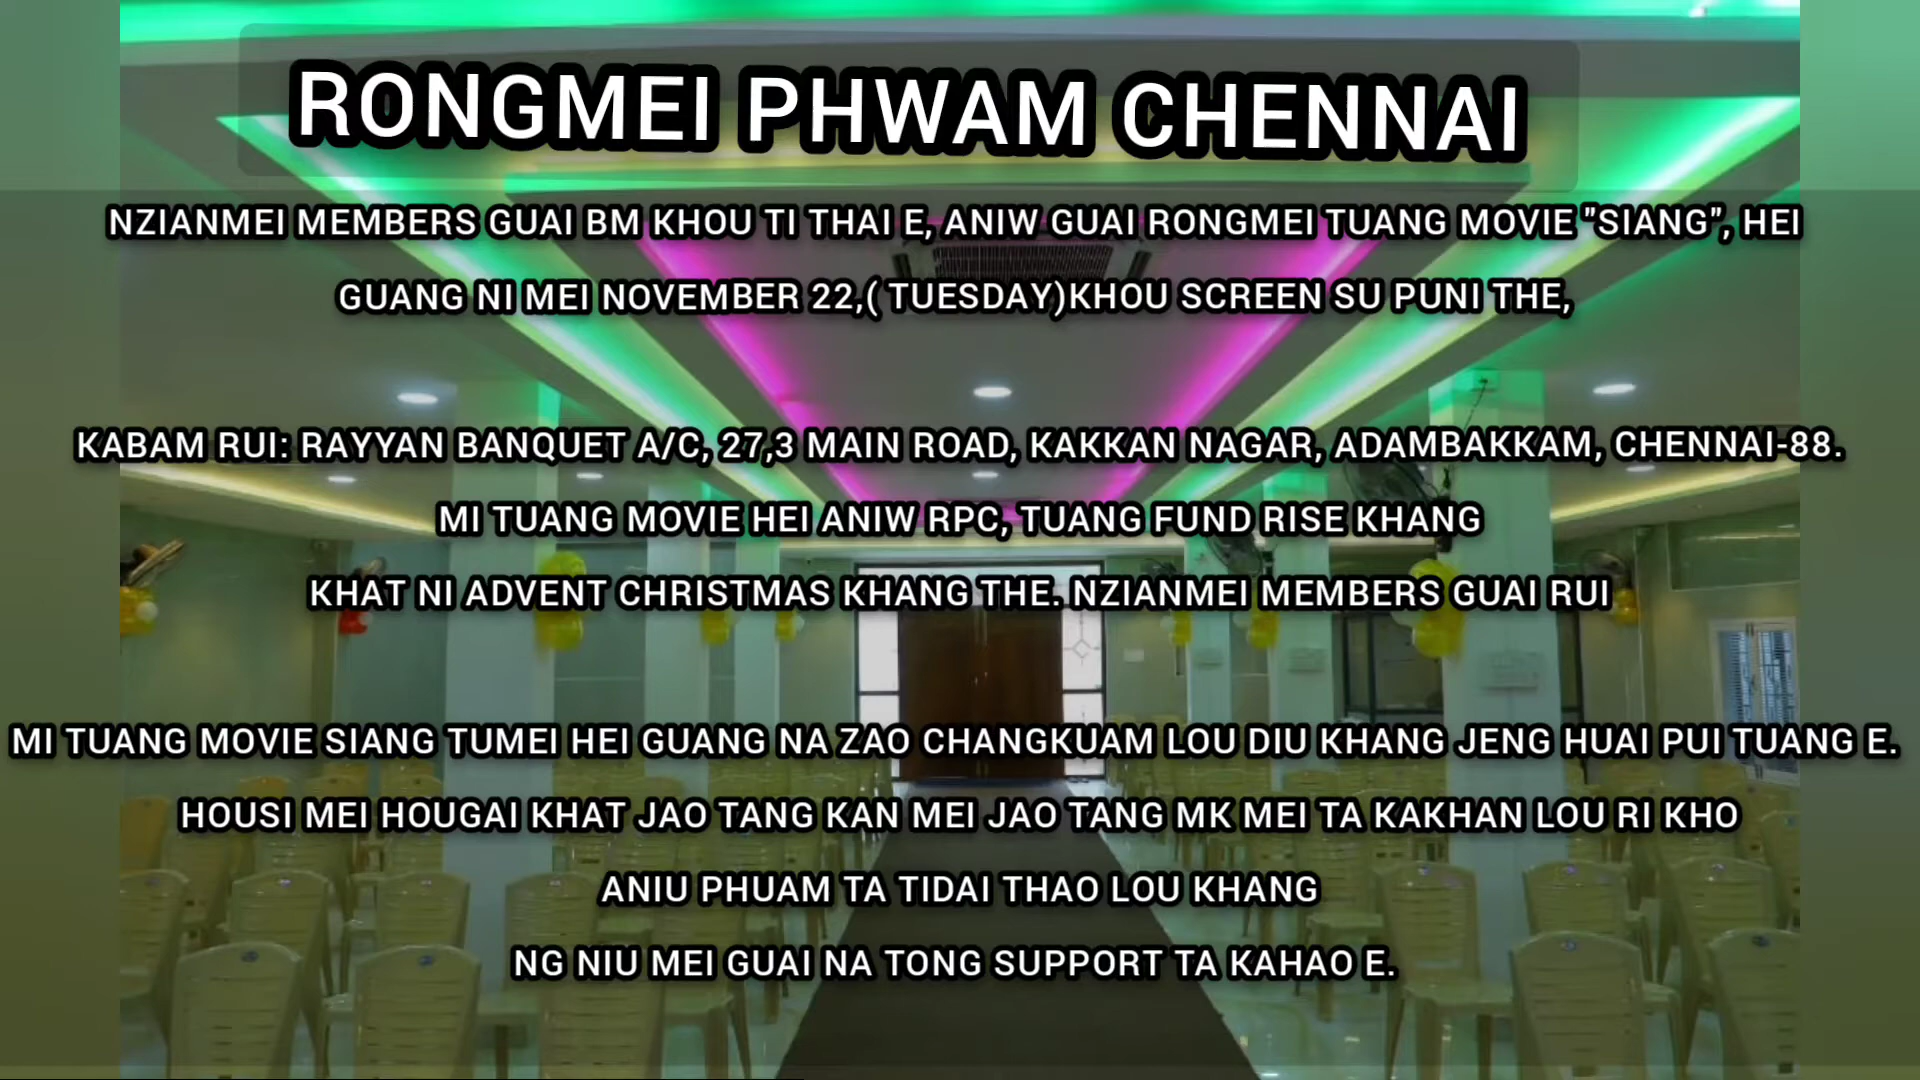 RONGMEI PHWAM CHENNAI
NZIANMEI MEMBERS GUAI BM KHOU TI THAI E, ANIW GUAI RONGMEI TUANG MOVIE "SIANG", HEI
GUANG NI MEI NOVEMBER 22,( TUESDAY)KHOU SCREEN SU PUNI THE,
KABAM RUI: RAYYAN BANQUET A/C, 27,3 MAIN ROAD, KAKKAN NAGAR, ADAMBAKKAM, CHENNAI-88.
MI TUANG MOVIE HEI ANIW RPC, TUANG FUND RISE KHANG
KHAT NI ADVENT CHRISTMAS KHANG THE. NZIANMEI MEMBERS GUAI RUI
MI TUANG MOVIE SIANG TUMEI HEI GUANG NA ZAO CHANGKUAM LOU DIU KHANG JENG HUAI PUI TUANG E.
HOUSI MEI HOUGAI KHAT JAO TANG KAN MEI JAO TANG MK MEI TA KAKHAN LOU RI KHO
ANIU PHUAM TA TIDAI THAO LOU KHANG
NG NIU MEI GUAI NA TONG SUPPORT TA KAHAO E.